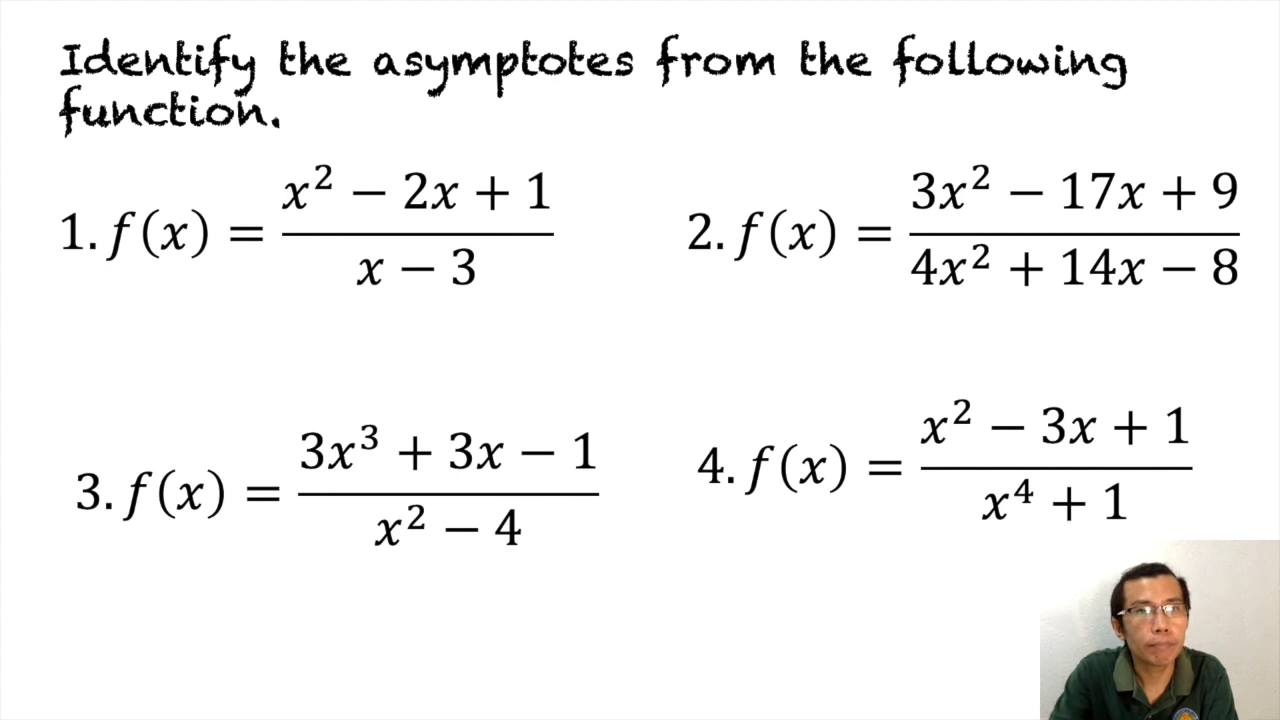 Identify the asymptotes from the following
function.
1. f(x) = (x² − 2x + 1)/(x − 3)
2. f(x) = (3x² − 17x + 9)/(4x² + 14x − 8)
3. f(x) = (3x³ + 3x − 1)/(x² − 4)
4. f(x) = (x² − 3x + 1)/(x⁴ + 1)